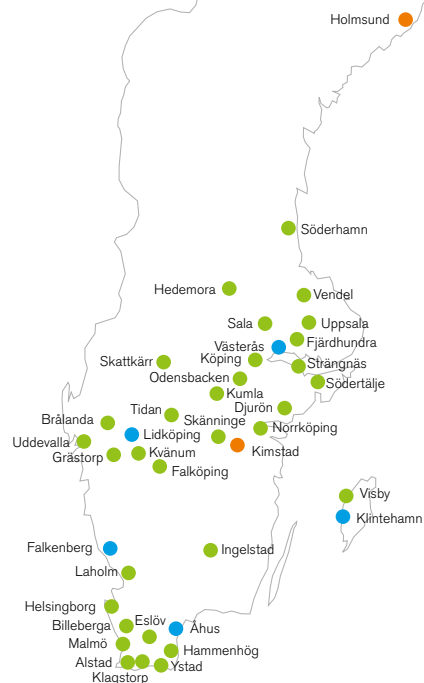 Holmsund
Söderhamn
Hedemora
Vendel
Sala
Uppsala
Fjärdhundra
Västerås
Köping
Skattkärr
Strängnäs
Odensbacken
Södertälje
Kumla
Djurön
Tidan
Brålanda
Skänninge
Norrköping
Lidköping
Uddevalla
Kimstad
Kvänum
Grästorp
Falköping
Visby
Klintehamn
Falkenberg
Ingelstad
Laholm
Helsingborg
Eslöv
Billeberga
Åhus
Malmö
Hammenhög
Alstad
Ystad
Klagstorp